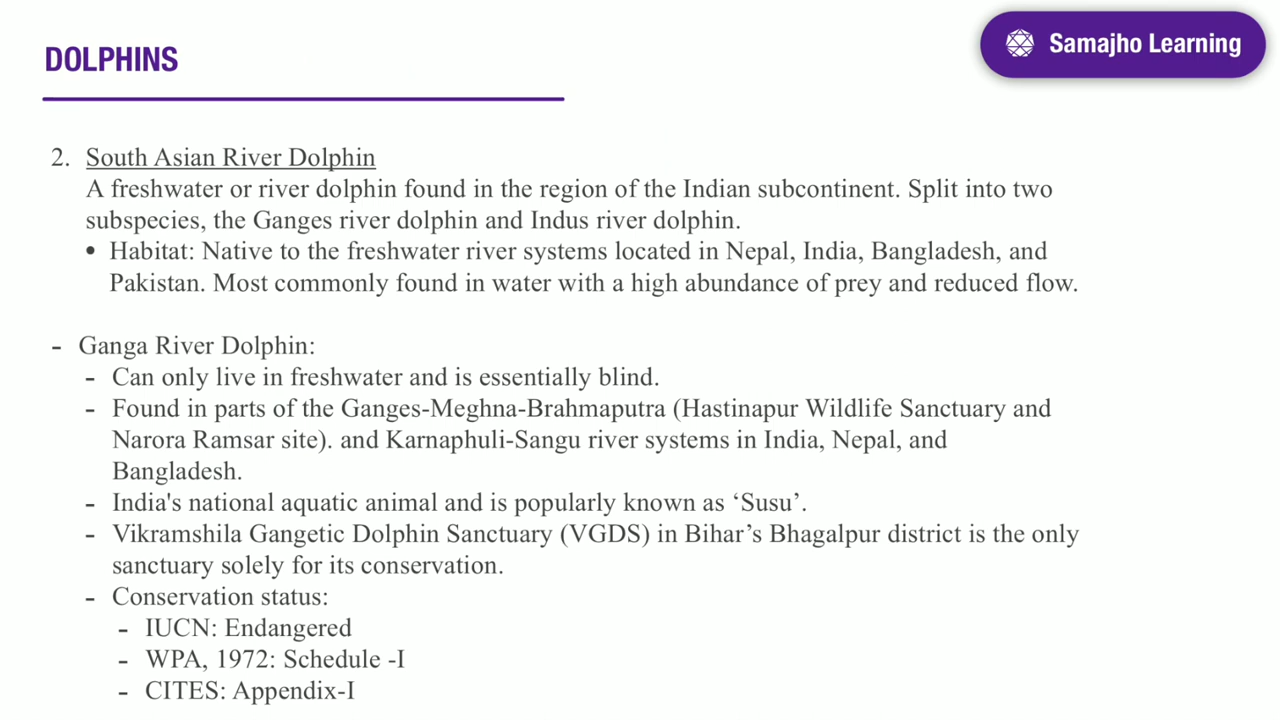 DOLPHINS
Samajho Learning
2. South Asian River Dolphin
A freshwater or river dolphin found in the region of the Indian subcontinent. Split into two
subspecies, the Ganges river dolphin and Indus river dolphin.
• Habitat: Native to the freshwater river systems located in Nepal, India, Bangladesh, and
Pakistan. Most commonly found in water with a high abundance of prey and reduced flow.
- Ganga River Dolphin:
- Can only live in freshwater and is essentially blind.
- Found in parts of the Ganges-Meghna-Brahmaputra (Hastinapur Wildlife Sanctuary and
Narora Ramsar site). and Karnaphuli-Sangu river systems in India, Nepal, and
Bangladesh.
- India's national aquatic animal and is popularly known as ‘Susu’.
- Vikramshila Gangetic Dolphin Sanctuary (VGDS) in Bihar’s Bhagalpur district is the only
sanctuary solely for its conservation.
- Conservation status:
- IUCN: Endangered
- WPA, 1972: Schedule -I
- CITES: Appendix-I